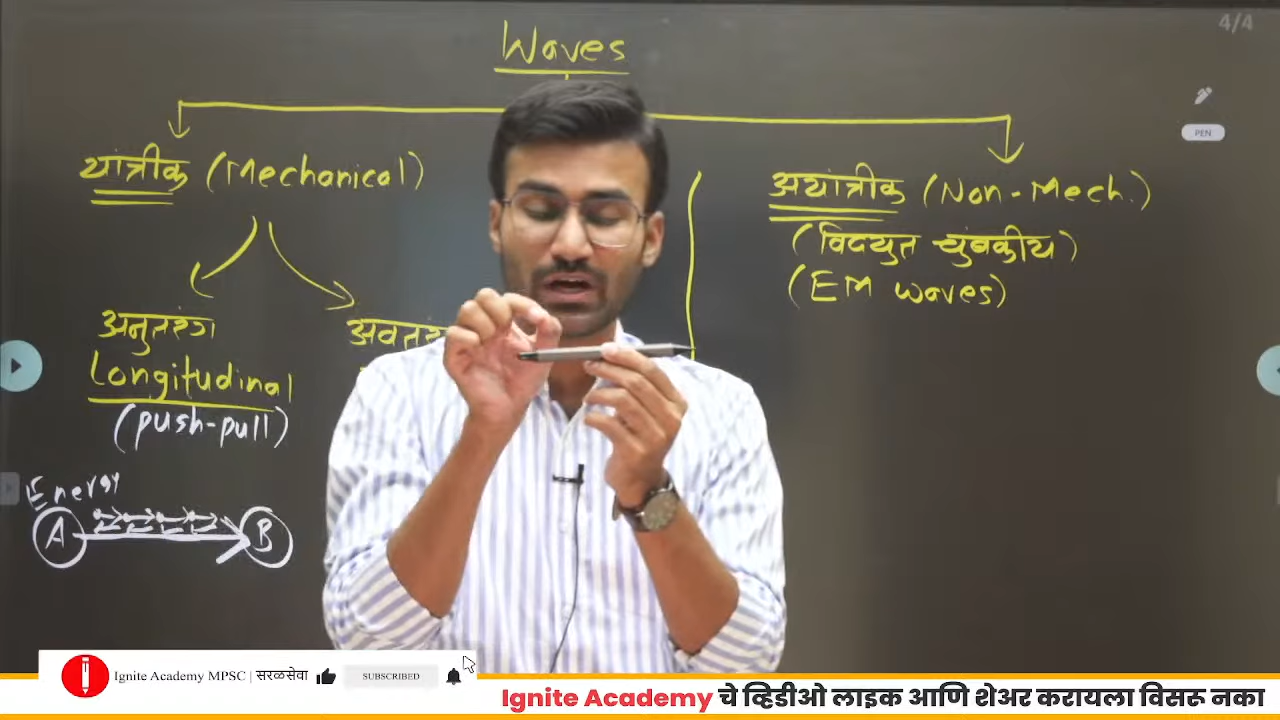 4/4
Waves
PEN
यांत्रीक (Mechanical)
अयांत्रीक (Non-Mech.)
(विद्युत चुंबकीय)
(EM waves)
अनुतरंग
Longitudinal
(push-pull)
Energy
A B
Ignite Academy MPSC | सरळसेवा SUBSCRIBED
Ignite Academy चे व्हिडीओ लाइक आणि शेअर करायला विसरू नका